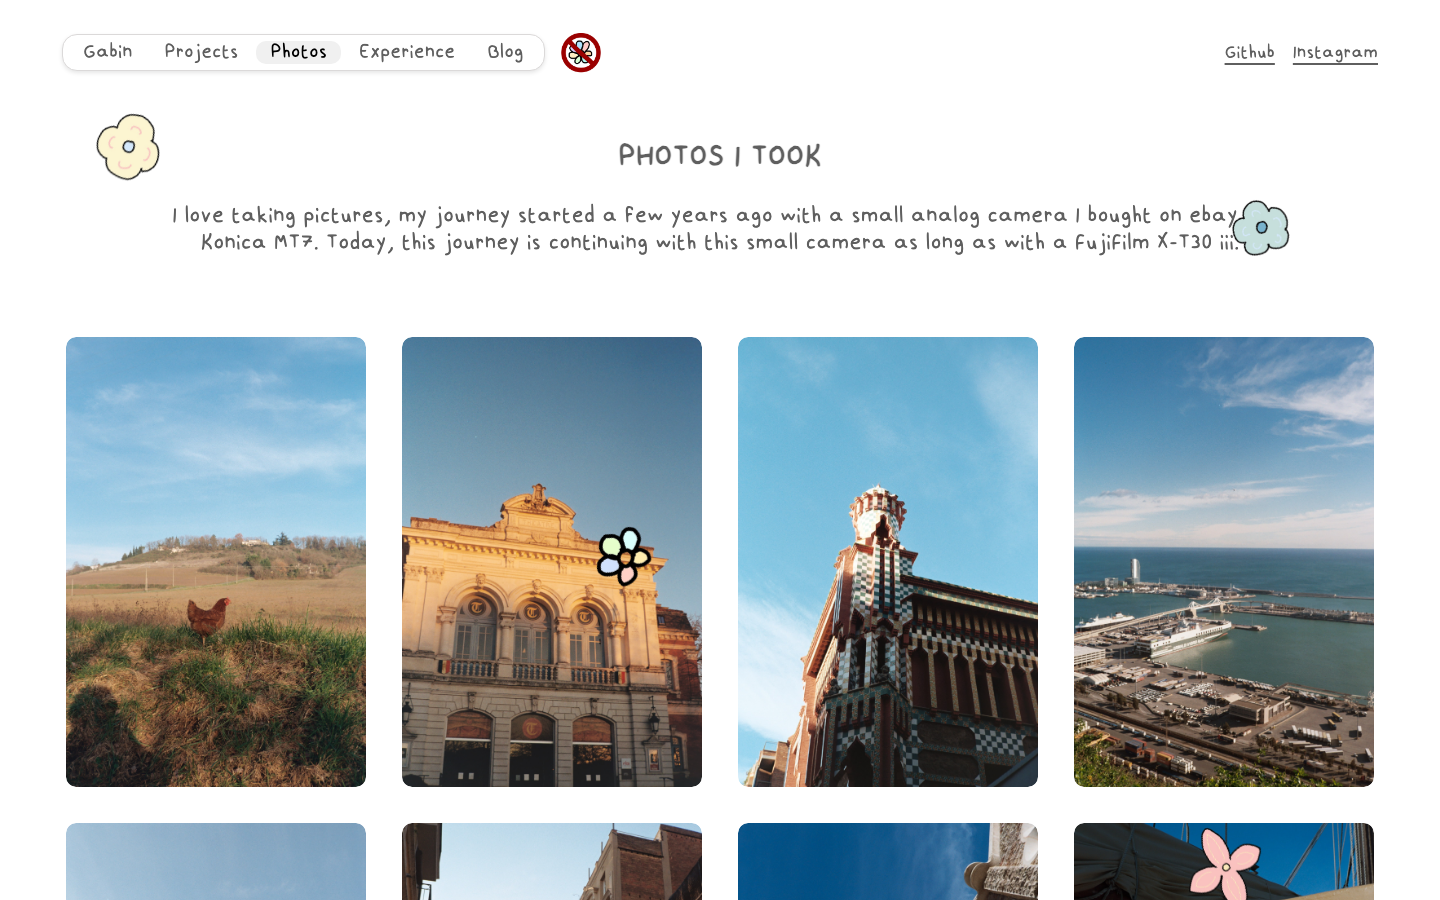 Gabin Projects Photos Experience Blog Github Instagram
PHOTOS I TOOK
I love taking pictures, my journey started a few years ago with a small analog camera I bought on ebay
Konica MT7. Today, this journey is continuing with this small camera as long as with a Fujifilm X-T30 iii.